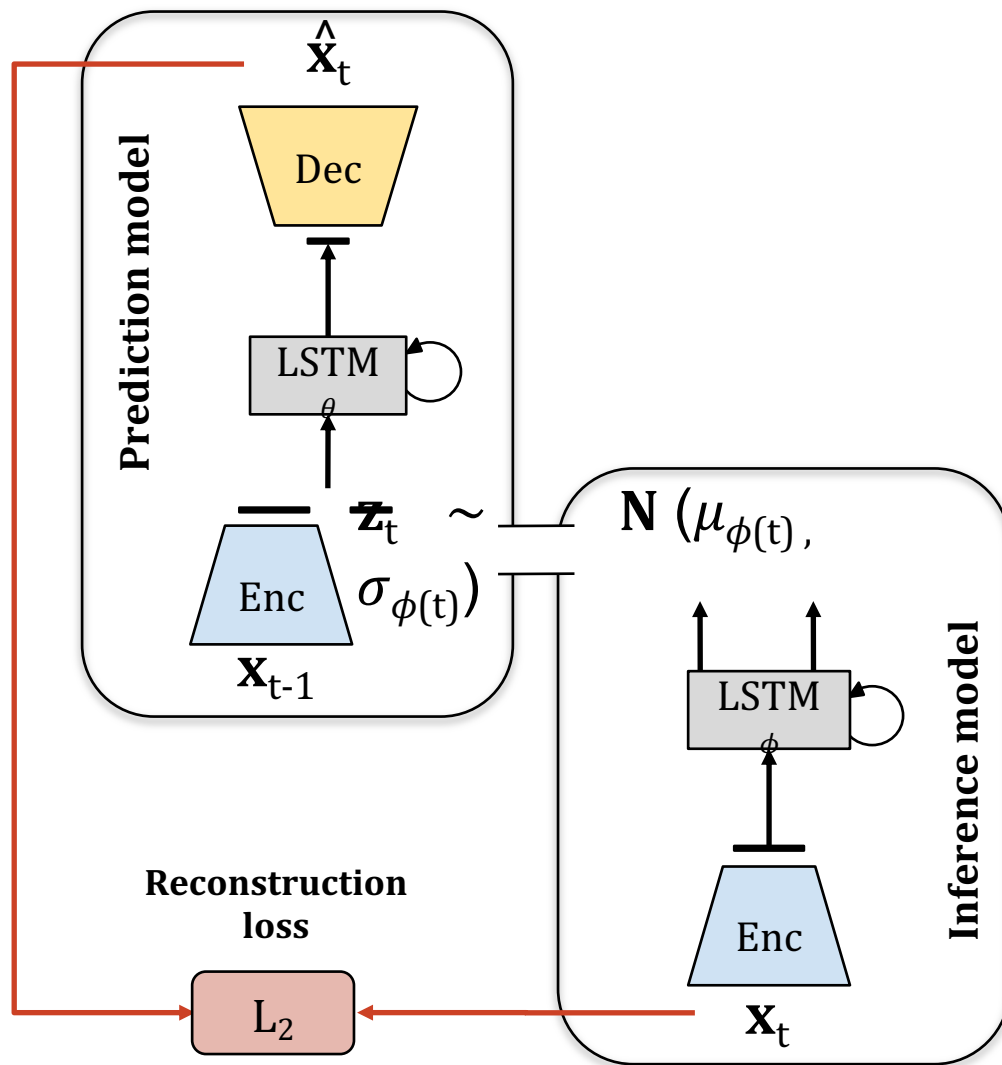 x̂t
Dec
Prediction model
LSTM
θ
zt ~ N (μϕ(t) ,
σϕ(t))
Enc
xt-1
LSTM
ϕ
Inference model
Reconstruction
loss
Enc
L2
xt